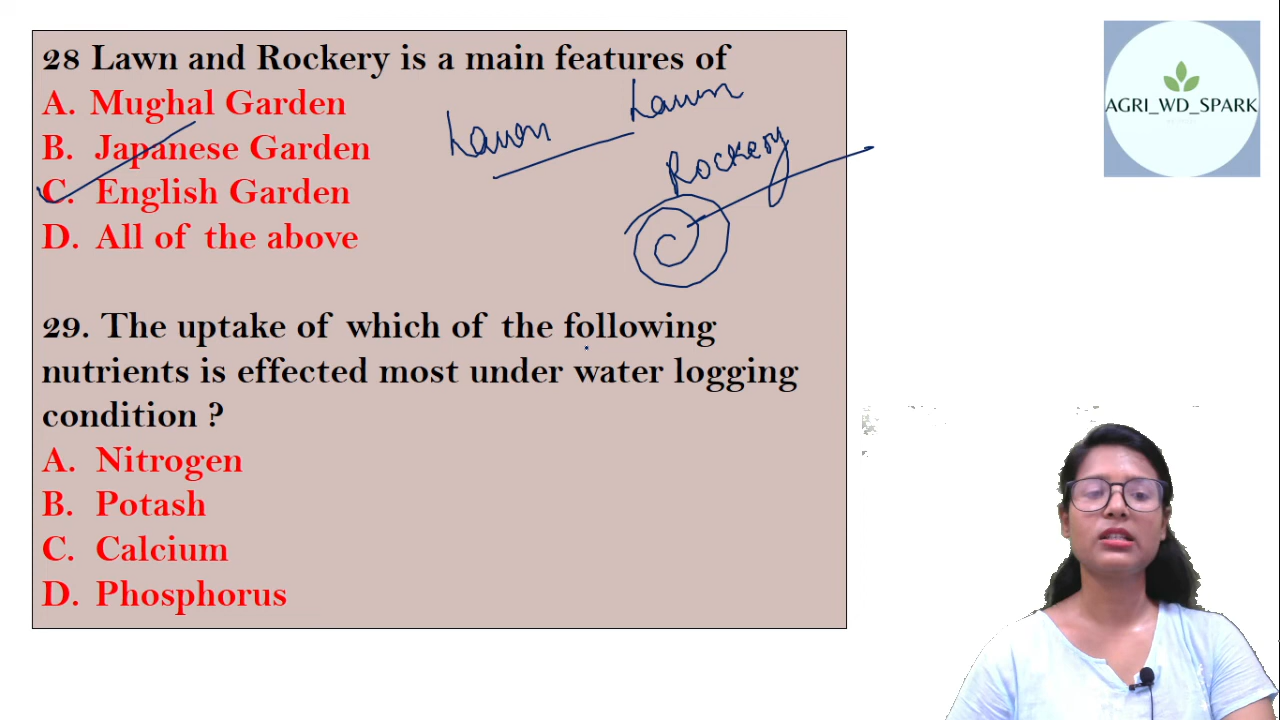 28 Lawn and Rockery is a main features of
A. Mughal Garden
B. Japanese Garden
C. English Garden
D. All of the above
Lawn
Lawn
Rockery
29. The uptake of which of the following
nutrients is effected most under water logging
condition ?
A. Nitrogen
B. Potash
C. Calcium
D. Phosphorus
AGRI_WD_SPARK